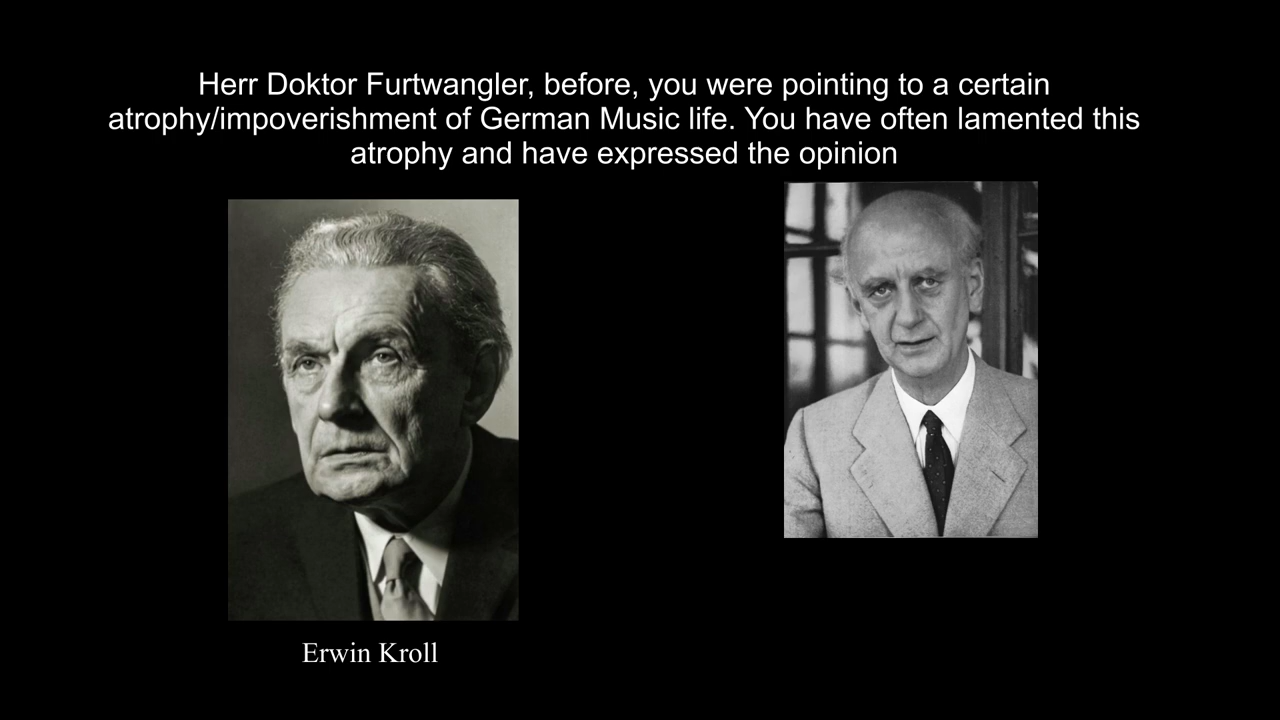 Herr Doktor Furtwangler, before, you were pointing to a certain
atrophy/impoverishment of German Music life. You have often lamented this
atrophy and have expressed the opinion
Erwin Kroll